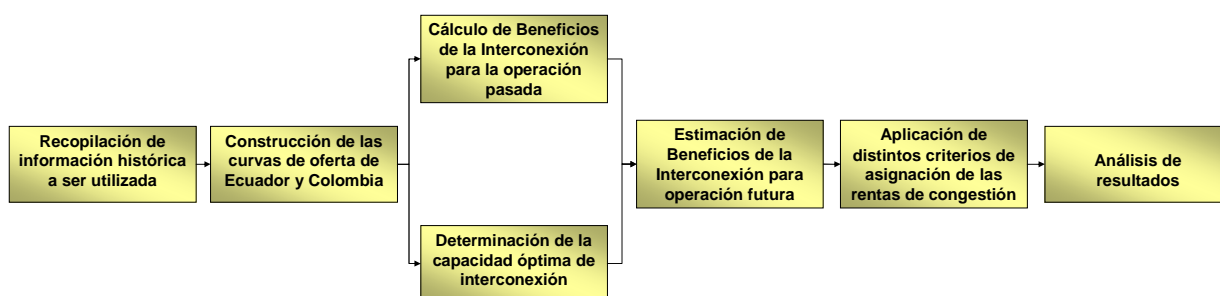 Recopilación de
información histórica
a ser utilizada
Construcción de las
curvas de oferta de
Ecuador y Colombia
Cálculo de Beneficios
de la Interconexión
para la operación
pasada
Determinación de la
capacidad óptima de
interconexión
Estimación de
Beneficios de la
Interconexión para
operación futura
Aplicación de
distintos criterios de
asignación de las
rentas de congestión
Análisis de
resultados